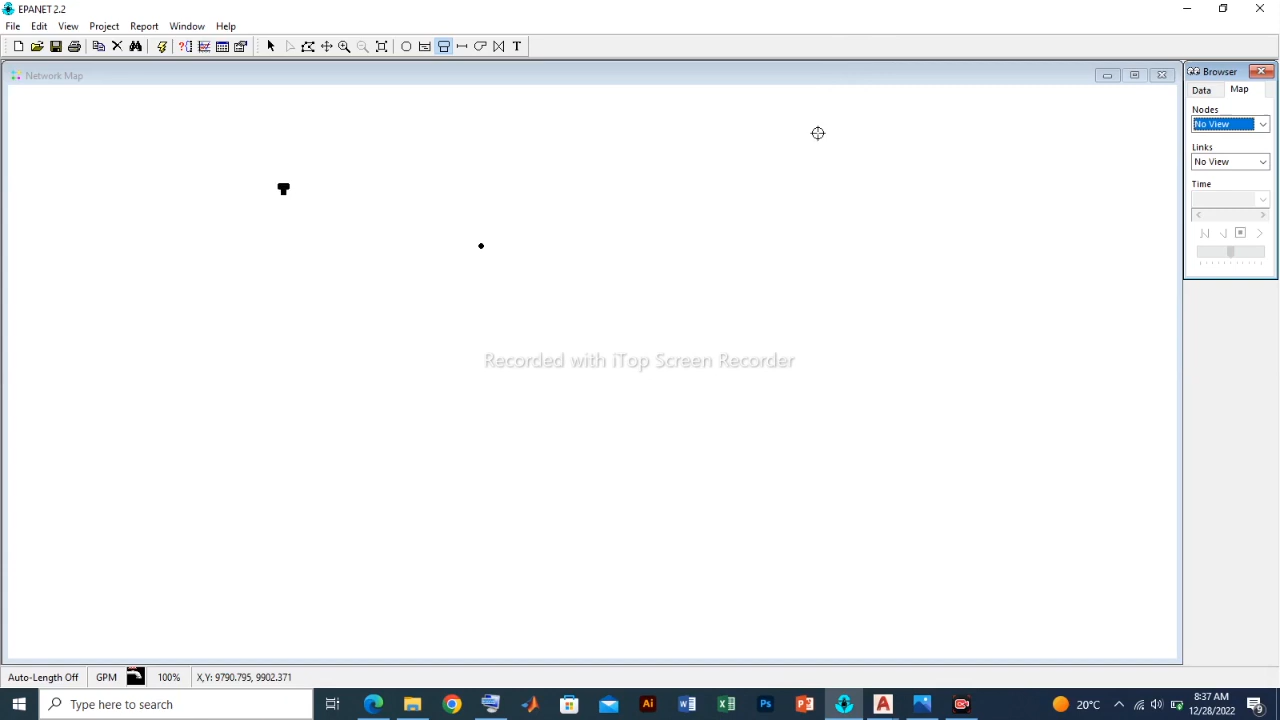 EPANET 2.2
File Edit View Project Report Window Help
T
Network Map
Browser
Data Map
Nodes
No View
Links
No View
Time
Recorded with iTop Screen Recorder
Auto-Length Off GPM 100% X,Y: 9790.795, 9902.371
Type here to search
Ai
20°C
8:37 AM
12/28/2022
9